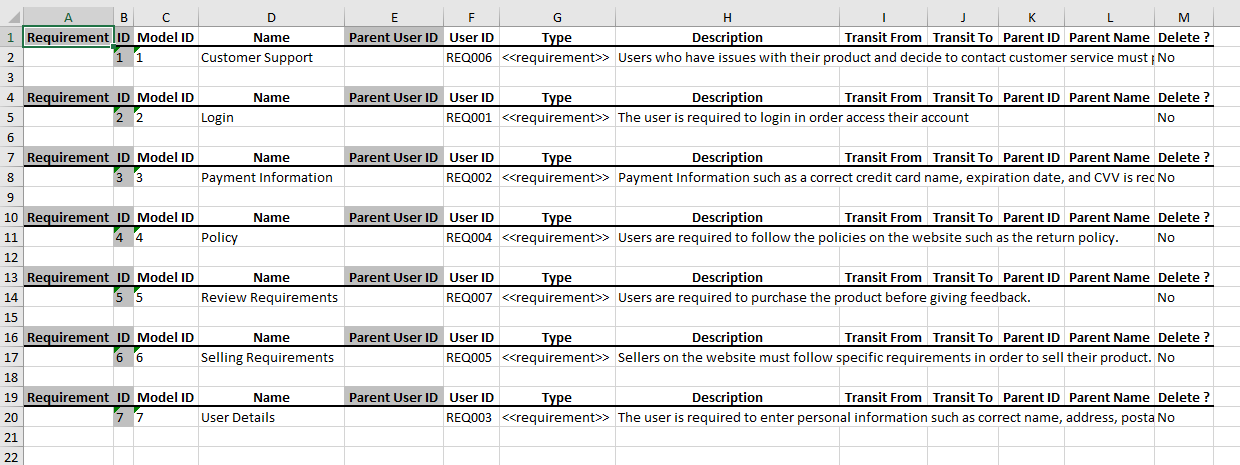 A B C D E F G H I J K L M
1 Requirement ID Model ID Name Parent User ID User ID Type Description Transit From Transit To Parent ID Parent Name Delete ?
2 1 1 Customer Support REQ006 <<requirement>> Users who have issues with their product and decide to contact customer service must No
3
4 Requirement ID Model ID Name Parent User ID User ID Type Description Transit From Transit To Parent ID Parent Name Delete ?
5 2 2 Login REQ001 <<requirement>> The user is required to login in order access their account No
6
7 Requirement ID Model ID Name Parent User ID User ID Type Description Transit From Transit To Parent ID Parent Name Delete ?
8 3 3 Payment Information REQ002 <<requirement>> Payment Information such as a correct credit card name, expiration date, and CVV is rec No
9
10 Requirement ID Model ID Name Parent User ID User ID Type Description Transit From Transit To Parent ID Parent Name Delete ?
11 4 4 Policy REQ004 <<requirement>> Users are required to follow the policies on the website such as the return policy. No
12
13 Requirement ID Model ID Name Parent User ID User ID Type Description Transit From Transit To Parent ID Parent Name Delete ?
14 5 5 Review Requirements REQ007 <<requirement>> Users are required to purchase the product before giving feedback. No
15
16 Requirement ID Model ID Name Parent User ID User ID Type Description Transit From Transit To Parent ID Parent Name Delete ?
17 6 6 Selling Requirements REQ005 <<requirement>> Sellers on the website must follow specific requirements in order to sell their product. No
18
19 Requirement ID Model ID Name Parent User ID User ID Type Description Transit From Transit To Parent ID Parent Name Delete ?
20 7 7 User Details REQ003 <<requirement>> The user is required to enter personal information such as correct name, address, posta No
21
22